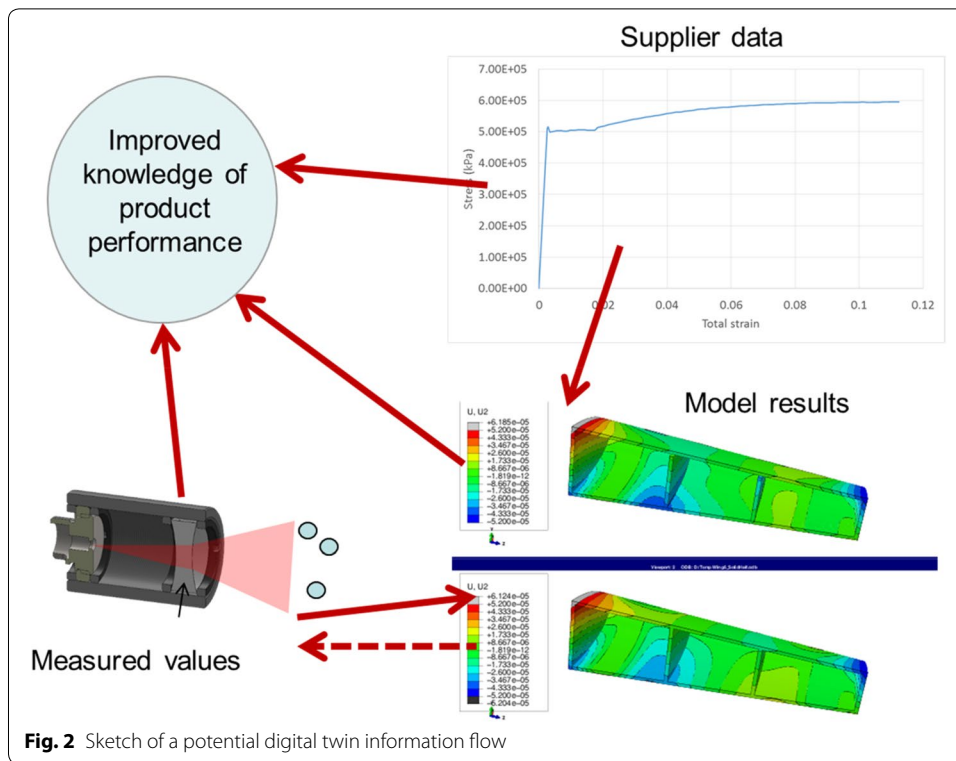 Supplier data
7.00E+05
6.00E+05
5.00E+05
4.00E+05
3.00E+05
2.00E+05
1.00E+05
0.00E+00
Stress (kPa)
0
0.02
0.04
0.06
0.08
0.1
0.12
Total strain
Improved
knowledge of
product
performance
Model results
U, U2
+6.185e-05
+5.200e-05
+4.333e-05
+3.467e-05
+2.600e-05
+1.733e-05
+8.667e-06
-1.819e-12
-8.667e-06
-1.733e-05
-2.600e-05
-3.467e-05
-4.333e-05
-5.200e-05
Viewport: 2
U, U2
+6.124e-05
+5.200e-05
+4.333e-05
+3.467e-05
+2.600e-05
+1.733e-05
+8.667e-06
-1.819e-12
-8.667e-06
-1.733e-05
-2.600e-05
-3.467e-05
-4.333e-05
-5.200e-05
-6.204e-05
Measured values
Fig. 2 Sketch of a potential digital twin information flow